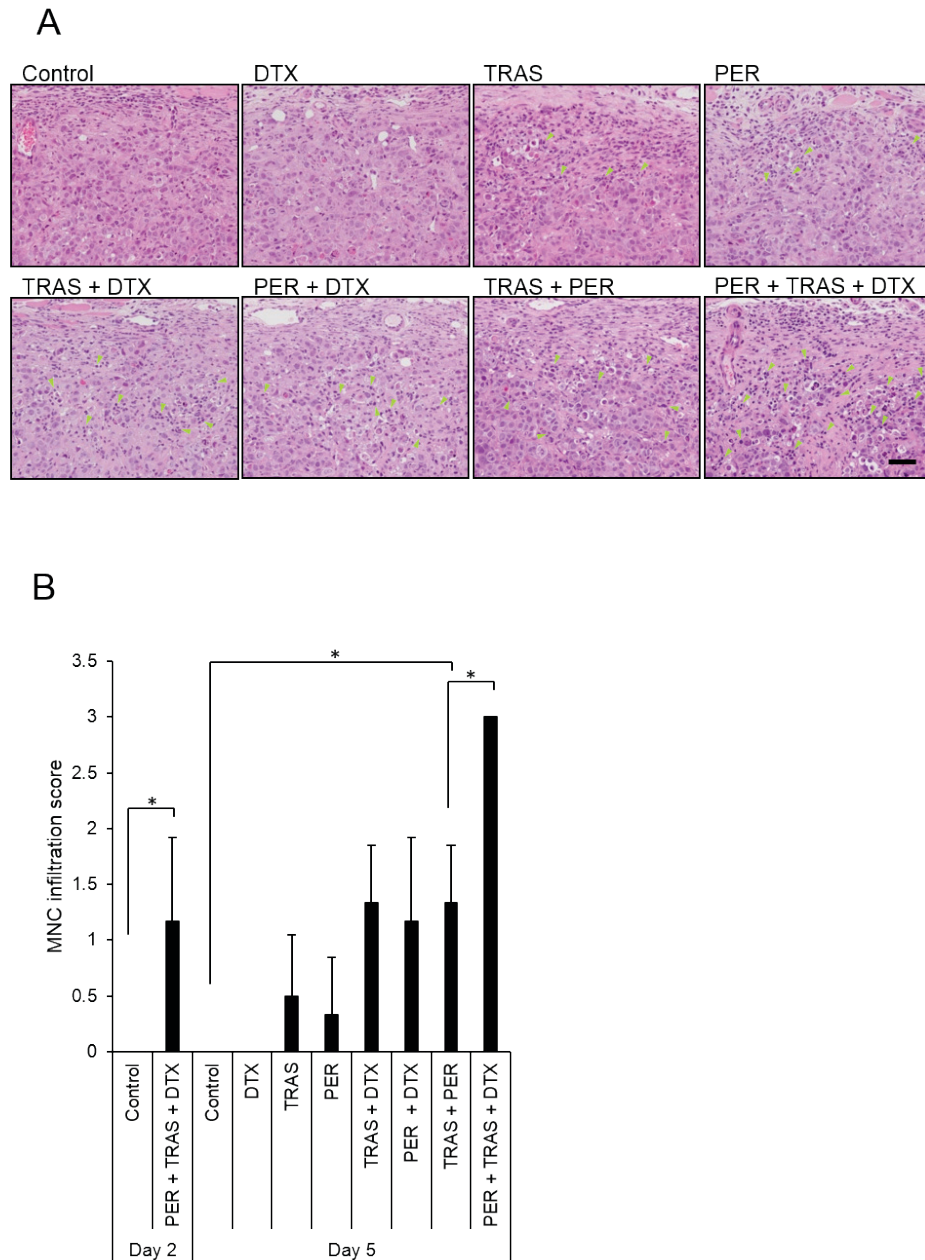 A
Control DTX TRAS PER
TRAS + DTX PER + DTX TRAS + PER PER + TRAS + DTX
B
*
*
*
3.5
3
2.5
2
1.5
1
0.5
0
MNC infiltration score
Control
PER + TRAS + DTX
Control
DTX
TRAS
PER
TRAS + DTX
PER + DTX
TRAS + PER
PER + TRAS + DTX
Day 2 Day 5